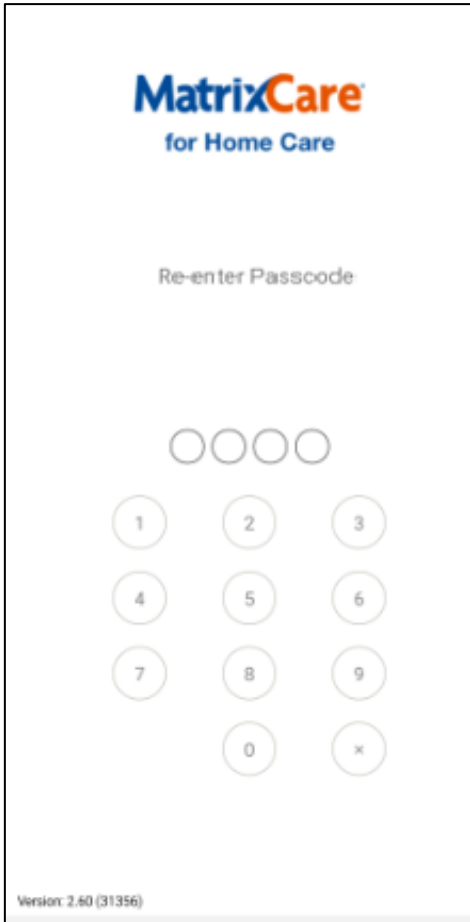 MatrixCare
for Home Care
Re-enter Passcode
1 2 3
4 5 6
7 8 9
0 ×
Version: 2.60 (31356)